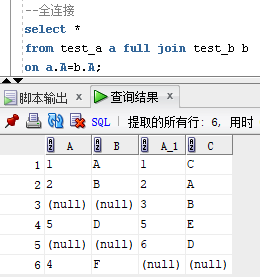 --全连接
select *
from test_a a full join test_b b
on a.A=b.A;
脚本输出 × 查询结果 ×
SQL | 提取的所有行: 6, 用时
A B A_1 C
1 1 A 1 C
2 2 B 2 A
3 (null) (null) 3 B
4 5 D 5 E
5 (null) (null) 6 D
6 4 F (null) (null)